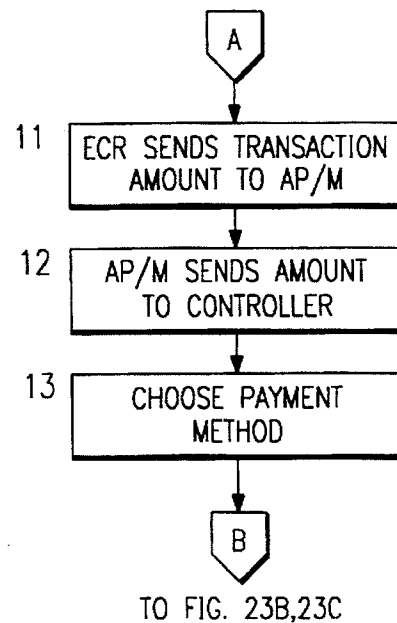 A
11
ECR SENDS TRANSACTION
AMOUNT TO AP/M
12
AP/M SENDS AMOUNT
TO CONTROLLER
13
CHOOSE PAYMENT
METHOD
B
TO FIG. 23B,23C